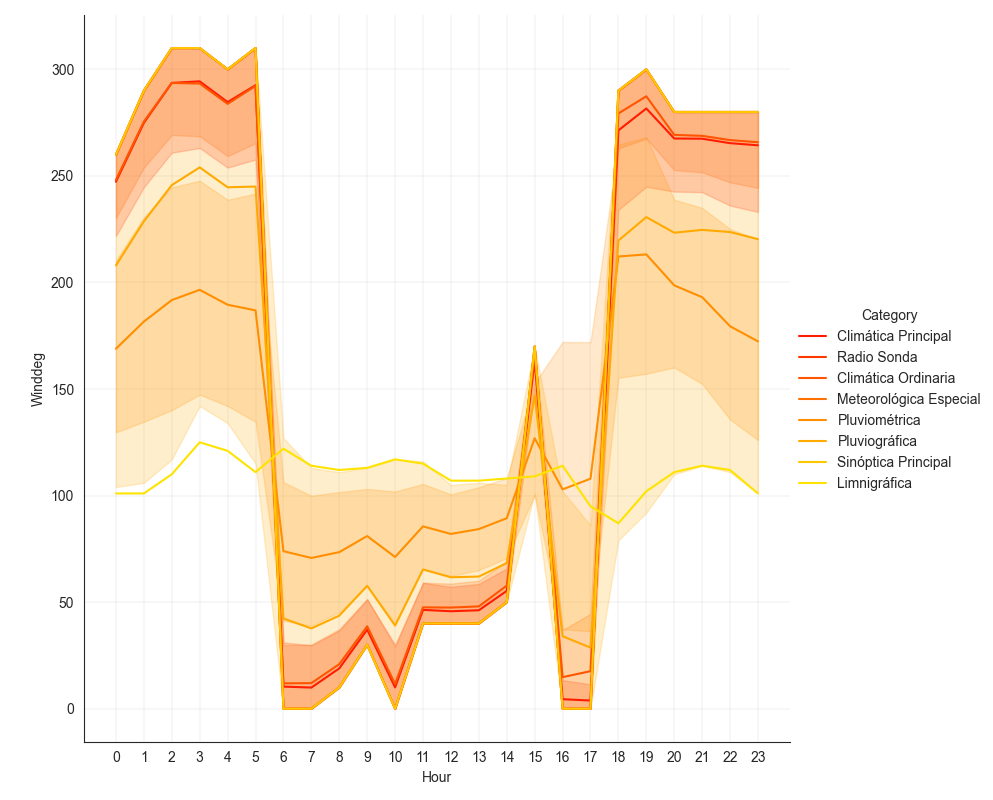 300
250
200
150
100
50
0
Winddeg
0 1 2 3 4 5 6 7 8 9 10 11 12 13 14 15 16 17 18 19 20 21 22 23
Hour
Category
Climática Principal
Radio Sonda
Climática Ordinaria
Meteorológica Especial
Pluviométrica
Pluviográfica
Sinóptica Principal
Limnigráfica